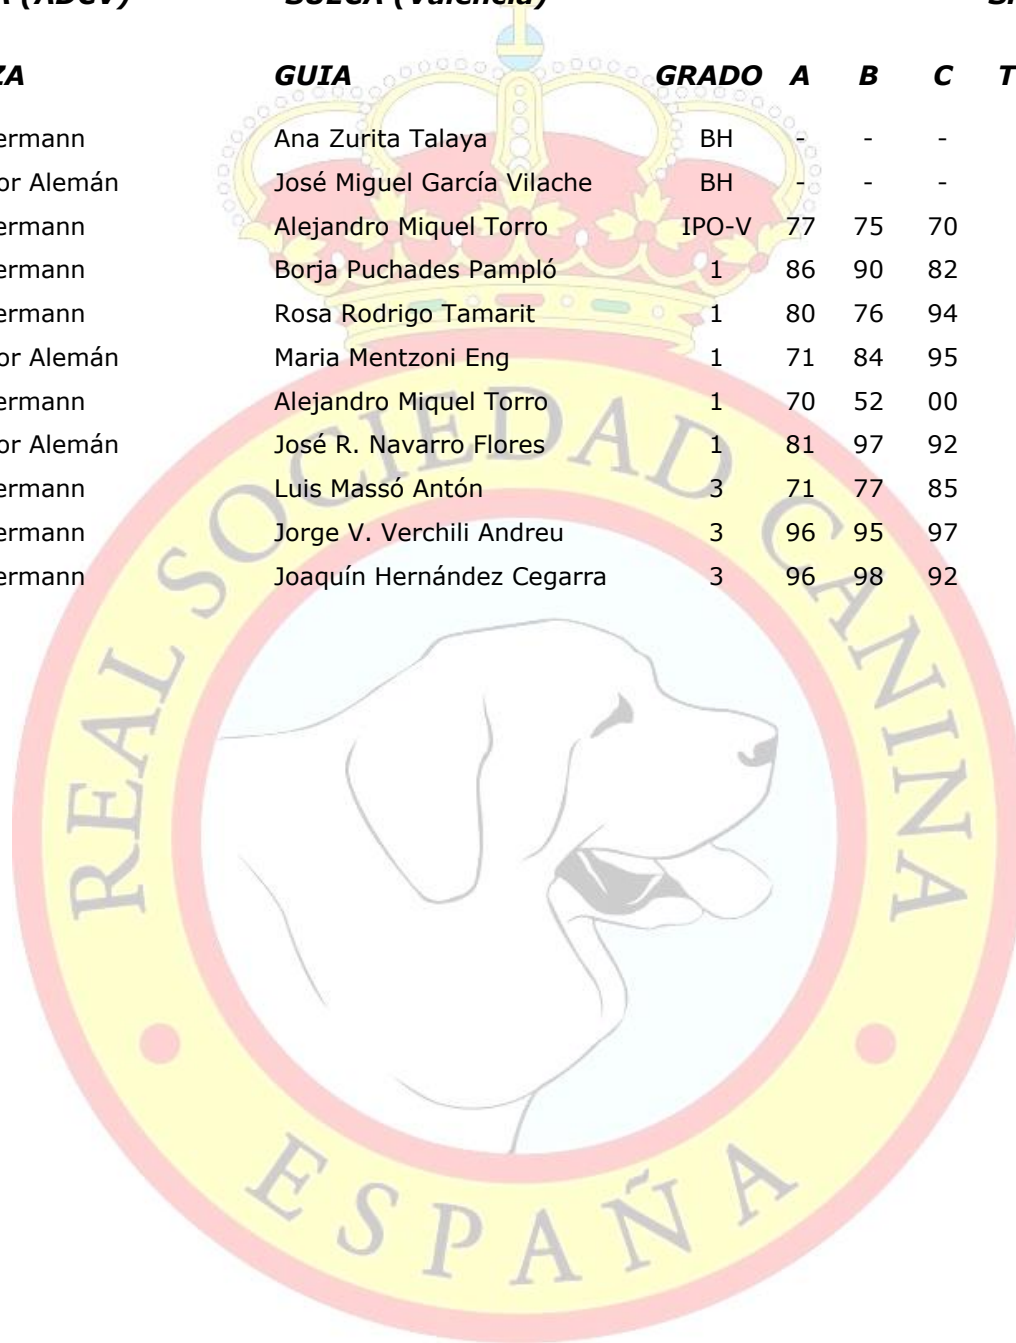 (ADCV) SUECA (Valencia)
ZA GUIA GRADO A B C T
ermann Ana Zurita Talaya BH - - -
or Alemán José Miguel García Vilache BH - - -
ermann Alejandro Miquel Torro IPO-V 77 75 70
ermann Borja Puchades Pampló 1 86 90 82
ermann Rosa Rodrigo Tamarit 1 80 76 94
or Alemán Maria Mentzoni Eng 1 71 84 95
ermann Alejandro Miquel Torro 1 70 52 00
or Alemán José R. Navarro Flores 1 81 97 92
ermann Luis Massó Antón 3 71 77 85
ermann Jorge V. Verchili Andreu 3 96 95 97
ermann Joaquín Hernández Cegarra 3 96 98 92
REAL SOCIEDAD CANINA
ESPAÑA